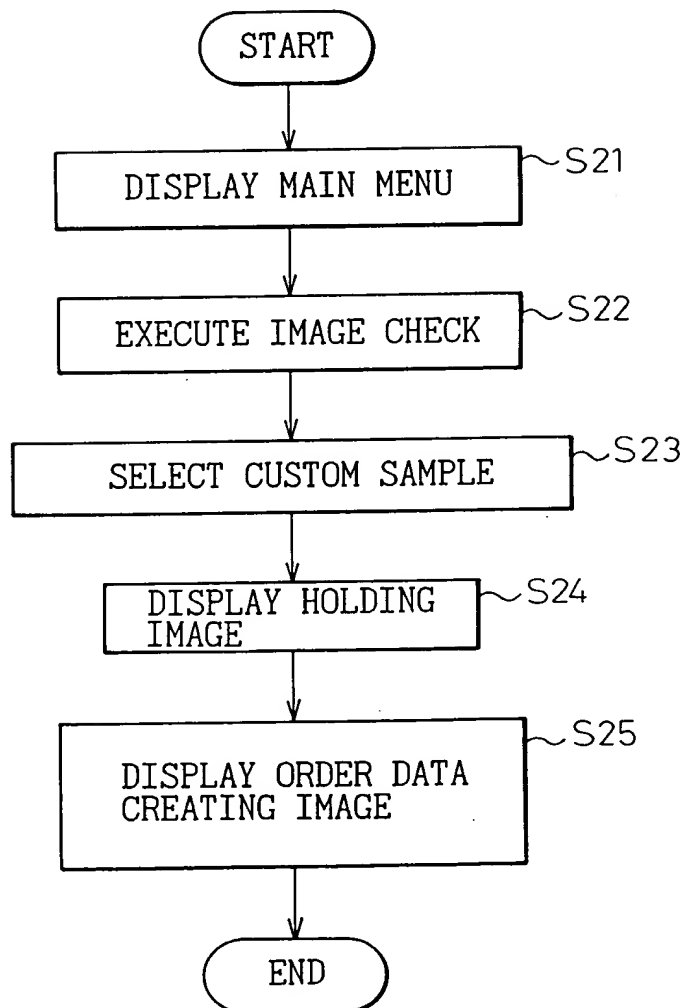 START
DISPLAY MAIN MENU
S21
EXECUTE IMAGE CHECK
S22
SELECT CUSTOM SAMPLE
S23
DISPLAY HOLDING
IMAGE
S24
DISPLAY ORDER DATA
CREATING IMAGE
S25
END